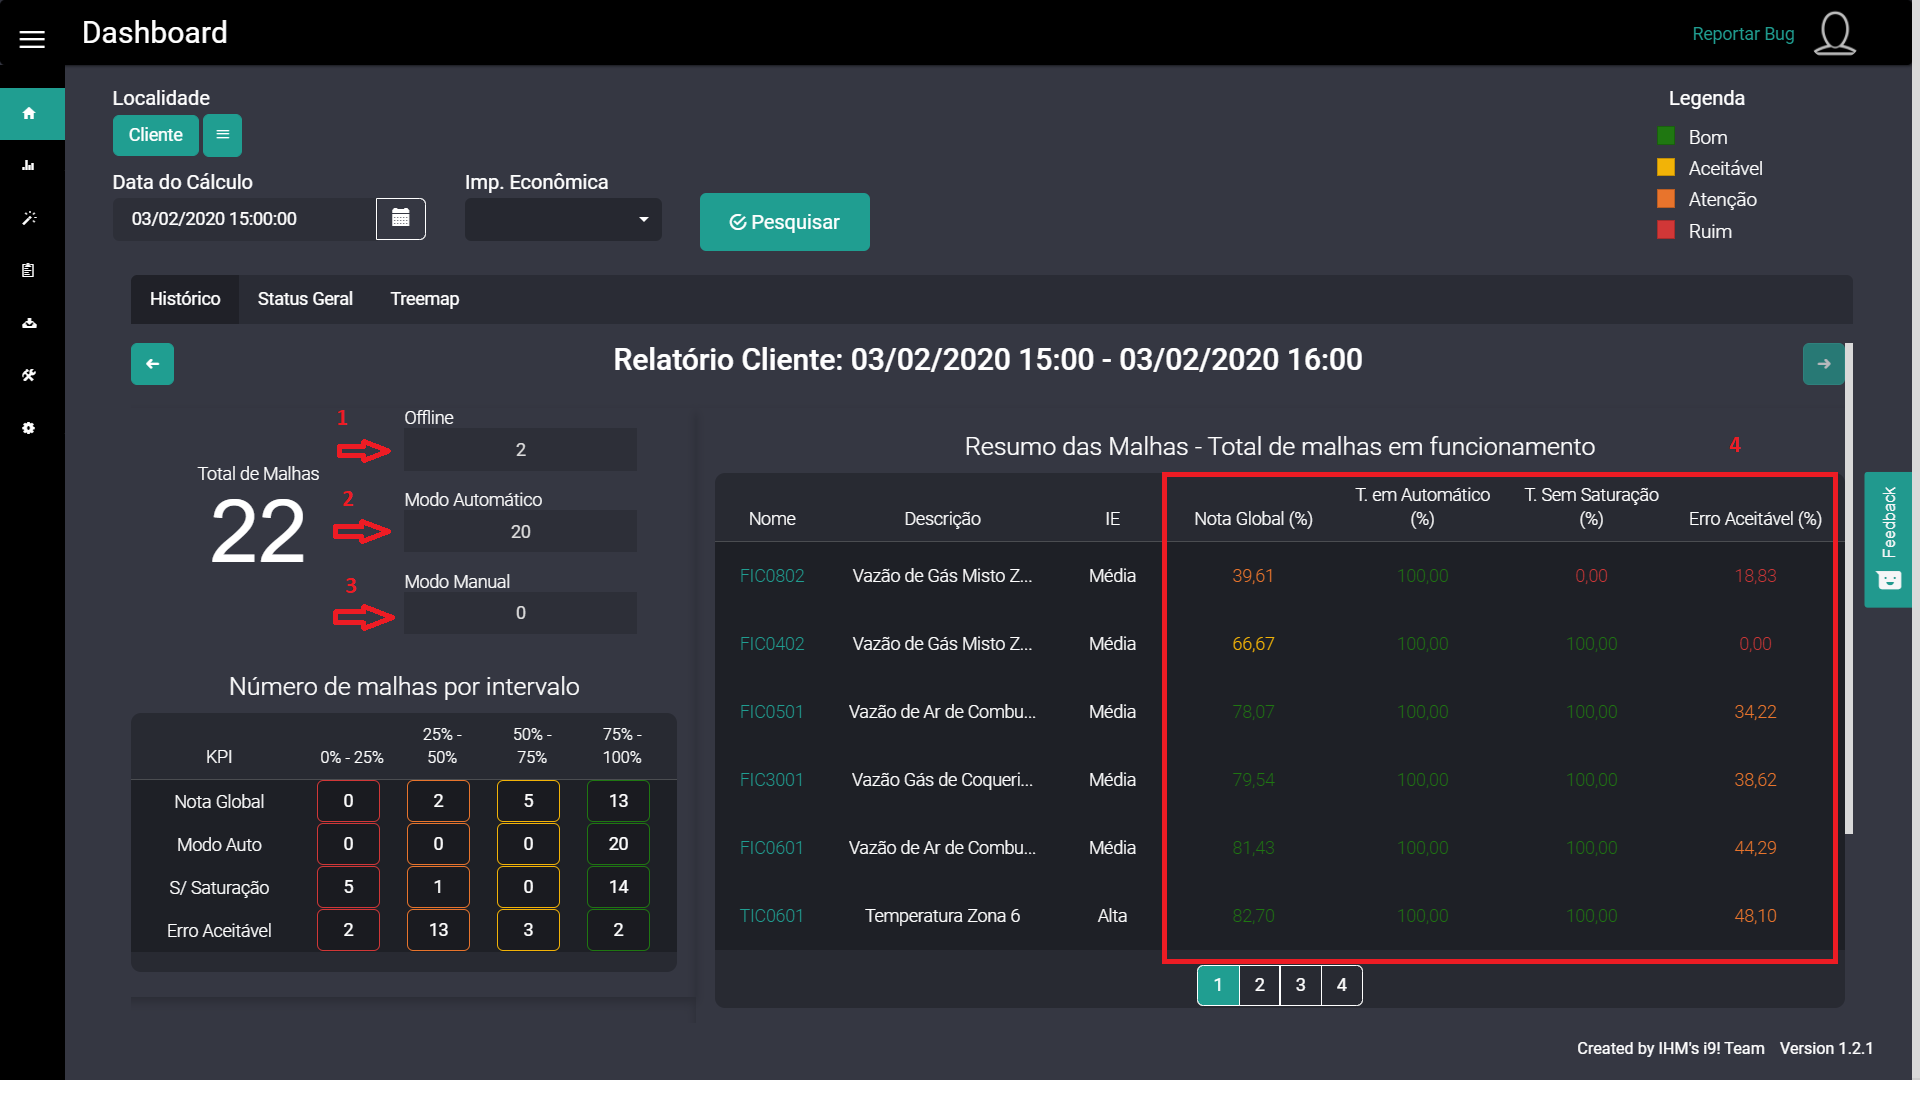 Dashboard
Reportar Bug
Localidade
Cliente
Data do Cálculo
03/02/2020 15:00:00
Imp. Econômica
Pesquisar
Legenda
Bom
Aceitável
Atenção
Ruim
Histórico Status Geral Treemap
Relatório Cliente: 03/02/2020 15:00 - 03/02/2020 16:00
Total de Malhas
22
1
Offline
2
2
Modo Automático
20
3
Modo Manual
0
Número de malhas por intervalo
KPI 0% - 25% 25% - 50% 50% - 75% 75% - 100%
Nota Global 0 2 5 13
Modo Auto 0 0 0 20
S/ Saturação 5 1 0 14
Erro Aceitável 2 13 3 2
Resumo das Malhas - Total de malhas em funcionamento
4
Nome Descrição IE Nota Global (%) T. em Automático (%) T. Sem Saturação (%) Erro Aceitável (%)
FIC0802 Vazão de Gás Misto Z... Média 39,61 100,00 0,00 18,83
FIC0402 Vazão de Gás Misto Z... Média 66,67 100,00 100,00 0,00
FIC0501 Vazão de Ar de Combu... Média 78,07 100,00 100,00 34,22
FIC3001 Vazão Gás de Coqueri... Média 79,54 100,00 100,00 38,62
FIC0601 Vazão de Ar de Combu... Média 81,43 100,00 100,00 44,29
TIC0601 Temperatura Zona 6 Alta 82,70 100,00 100,00 48,10
1 2 3 4
Feedback
Created by IHM's i9! Team Version 1.2.1